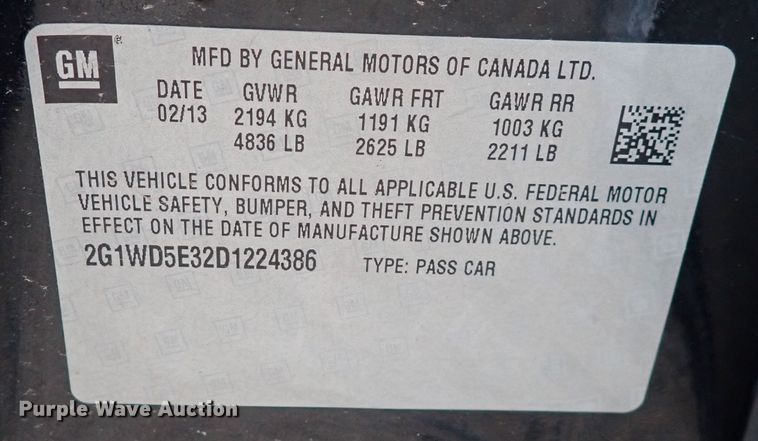 GM
MFD BY GENERAL MOTORS OF CANADA LTD.
DATE GVWR GAWR FRT GAWR RR
02/13 2194 KG 1191 KG 1003 KG
4836 LB 2625 LB 2211 LB
THIS VEHICLE CONFORMS TO ALL APPLICABLE U.S. FEDERAL MOTOR
VEHICLE SAFETY, BUMPER, AND THEFT PREVENTION STANDARDS IN
EFFECT ON THE DATE OF MANUFACTURE SHOWN ABOVE.
2G1WD5E32D1224386 TYPE: PASS CAR
Purple Wave Auction